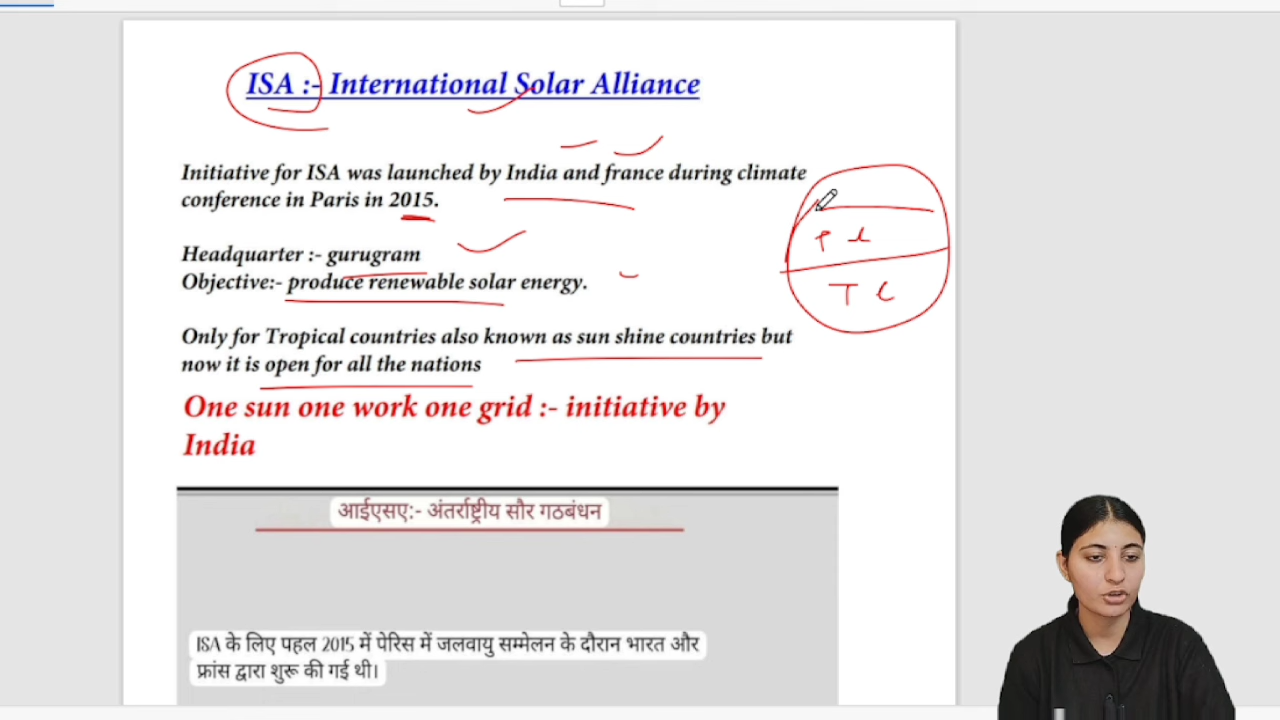 ISA :- International Solar Alliance
Initiative for ISA was launched by India and france during climate
conference in Paris in 2015.
Headquarter :- gurugram
Objective:- produce renewable solar energy.
Only for Tropical countries also known as sun shine countries but
now it is open for all the nations
One sun one work one grid :- initiative by
India
आईएसए:- अंतर्राष्ट्रीय सौर गठबंधन
ISA के लिए पहल 2015 में पेरिस में जलवायु सम्मेलन के दौरान भारत और
फ्रांस द्वारा शुरू की गई थी।
T C